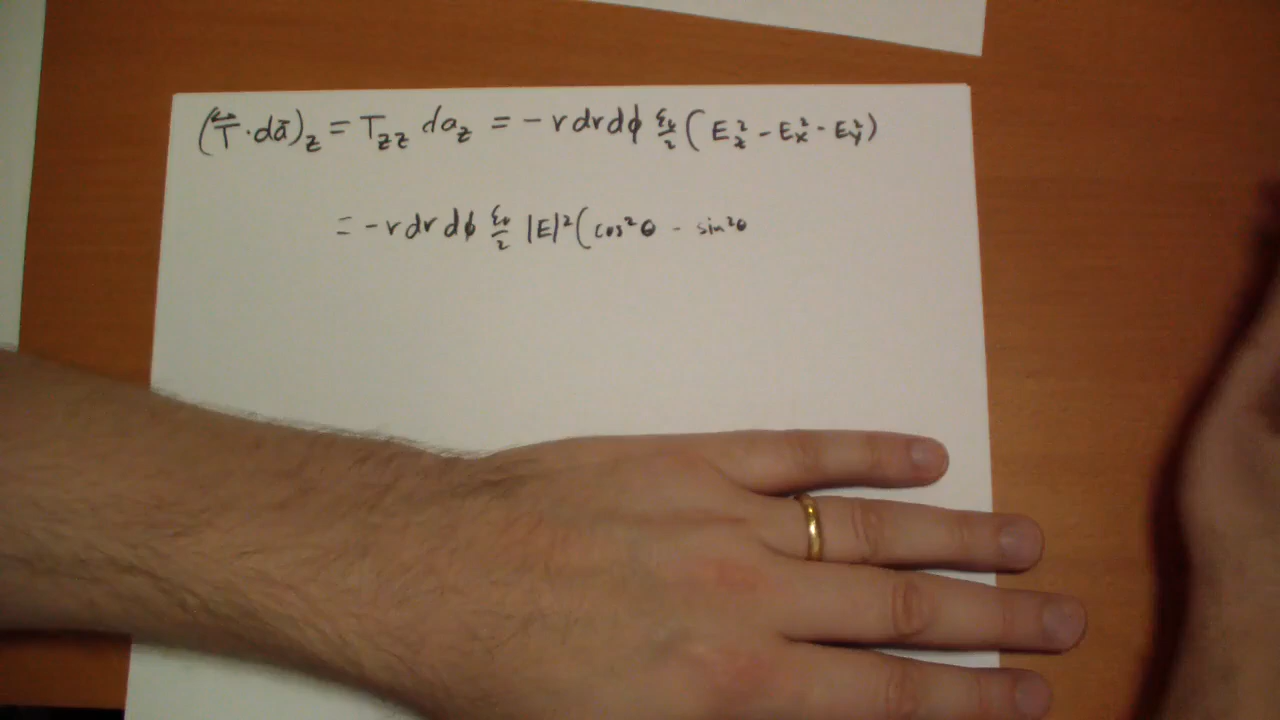 (T⃡ · da⃗)_z = T_zz da_z = - r dr dϕ ε₀/2 (E_z² - E_x² - E_y²)
= - r dr dϕ ε₀/2 |E|² (cos²θ - sin²θ